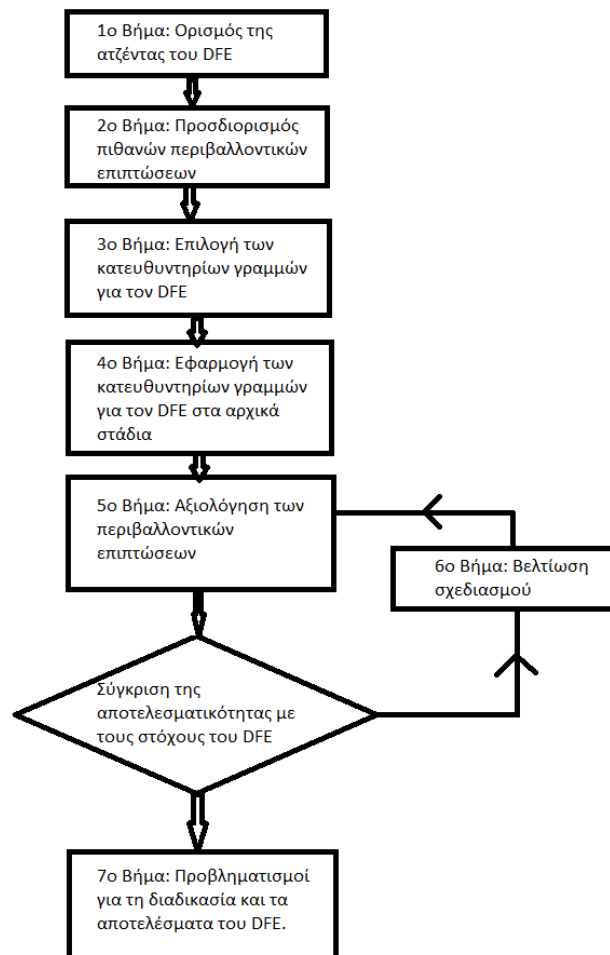 1ο Βήμα: Ορισμός της
ατζέντας του DFE
2ο Βήμα: Προσδιορισμός
πιθανών περιβαλλοντικών
επιπτώσεων
3ο Βήμα: Επιλογή των
κατευθυντηρίων γραμμών
για τον DFE
4ο Βήμα: Εφαρμογή των
κατευθυντηρίων γραμμών
για τον DFE στα αρχικά
στάδια
5ο Βήμα: Αξιολόγηση των
περιβαλλοντικών
επιπτώσεων
6ο Βήμα: Βελτίωση
σχεδιασμού
Σύγκριση της
αποτελεσματικότητας με
τους στόχους του DFE
7ο Βήμα: Προβληματισμοί
για τη διαδικασία και τα
αποτελέσματα του DFE.